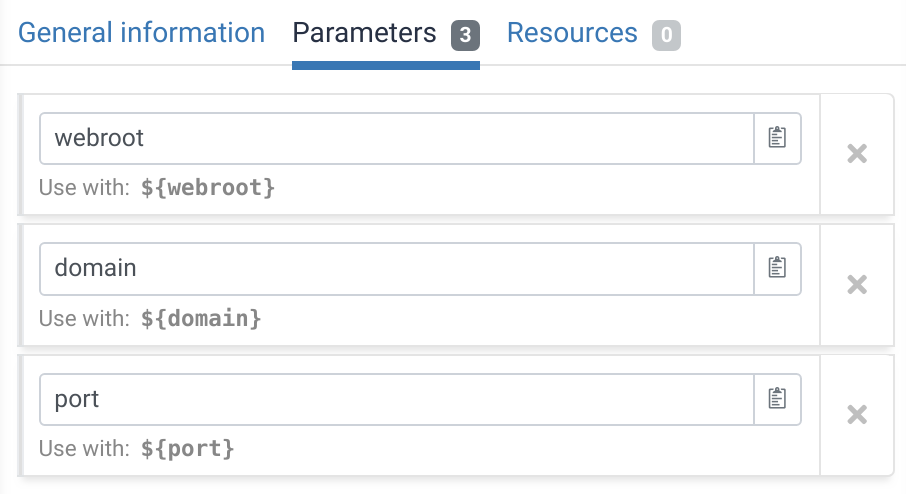 General information Parameters 3 Resources 0
webroot
Use with: ${webroot}
domain
Use with: ${domain}
port
Use with: ${port}